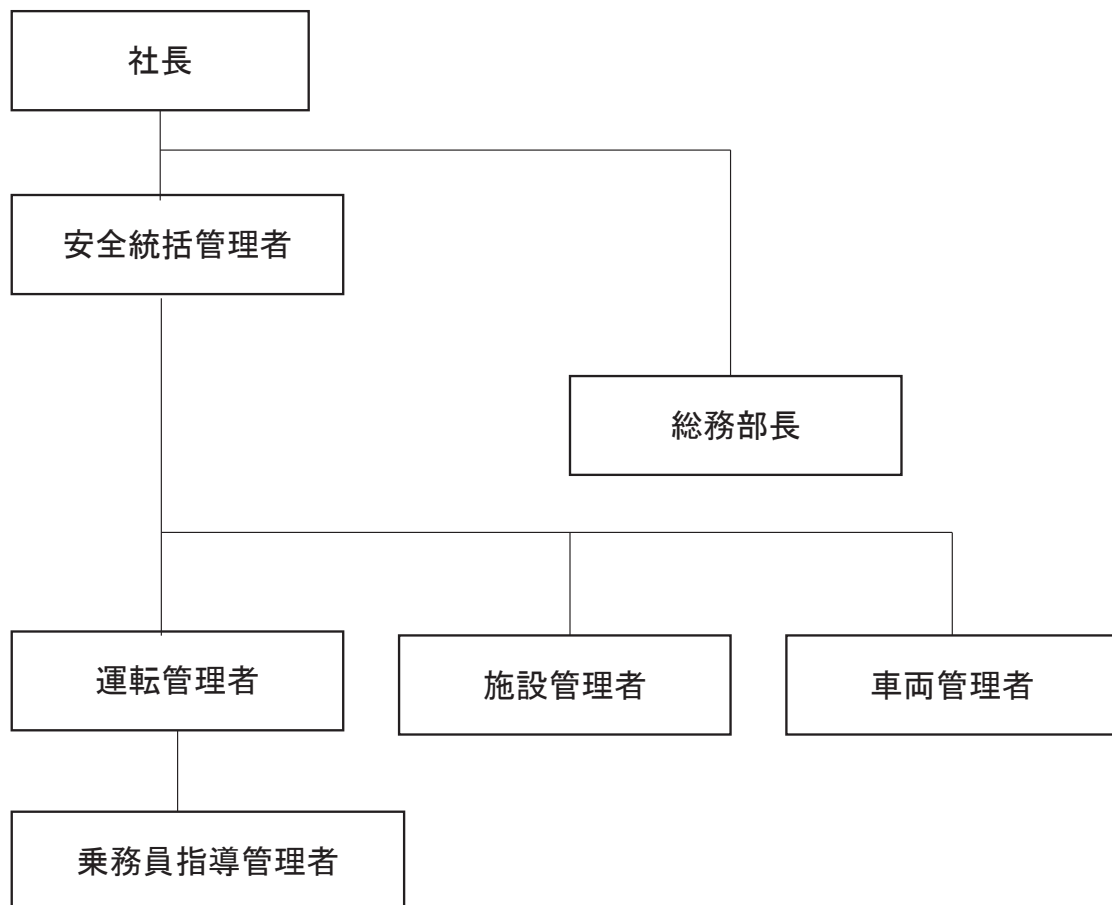 社長
安全統括管理者
総務部長
運転管理者
施設管理者
車両管理者
乗務員指導管理者